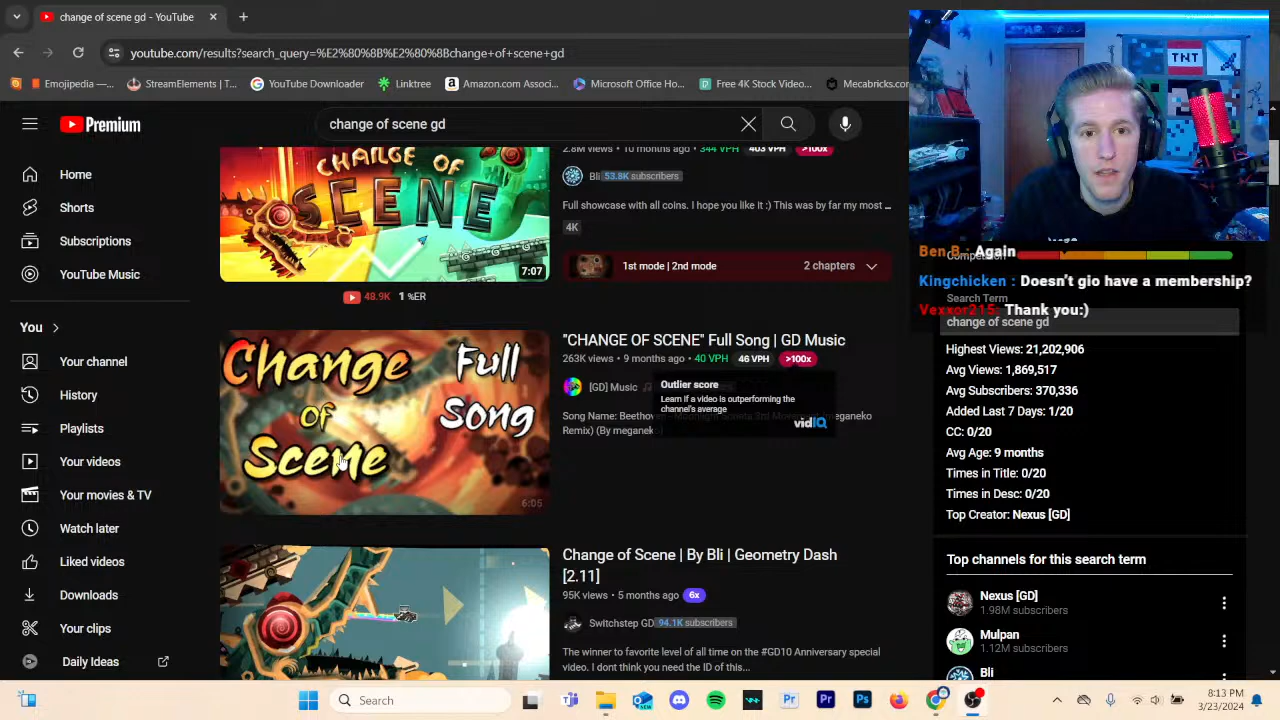 change of scene gd - YouTube
youtube.com/results?search_query=%E2%80%8B%E2%80%8Bchange+of+scene+gd
Emojipedia —...
StreamElements -...
YouTube Downloader
Linktree
Amazon.com Associ...
Microsoft Office Ho...
Free 4K Stock Video...
Mecabricks.com
Premium
change of scene gd
Home
Shorts
Subscriptions
YouTube Music
You
Your channel
History
Playlists
Your videos
Your movies & TV
Watch later
Liked videos
Downloads
Your clips
Daily Ideas
CHANGE OF
SCENE
7:07
48.9K 1 %ER
2.8M views • 10 months ago • 344 VPH 403 VPH >100x
Bli 53.8K subscribers
Full showcase with all coins. I hope you like it :) This was by far my most ...
4K
1st mode | 2nd mode
2 chapters
Change
Of
Scene
Full
Song
6:05
"CHANGE OF SCENE" Full Song | GD Music
263K views • 9 months ago • 40 VPH 46 VPH >100x
[GD] Music
Outlier score
Learn if a video is outperforming the
channel's average
vidIQ
Song Name: Beethov
Remix) (By meganek
Change of Scene | By Bli | Geometry Dash
[2.11]
95K views • 5 months ago 6x
Switchstep GD 94.1K subscribers
The winner to favorite level of all time on the #GD10 Anniversary special
video. I dont think you need the ID of this...
TNT
Ben B : Again
Kingchicken : Doesn't gio have a membership?
Search Term
Vexxor215: Thank you:)
change of scene gd
Highest Views: 21,202,906
Avg Views: 1,869,517
Avg Subscribers: 370,336
Added Last 7 Days: 1/20
CC: 0/20
Avg Age: 9 months
Times in Title: 0/20
Times in Desc: 0/20
Top Creator: Nexus [GD]
Top channels for this search term
Nexus [GD]
1.98M subscribers
Mulpan
1.12M subscribers
Bli
Search
8:13 PM
3/23/2024